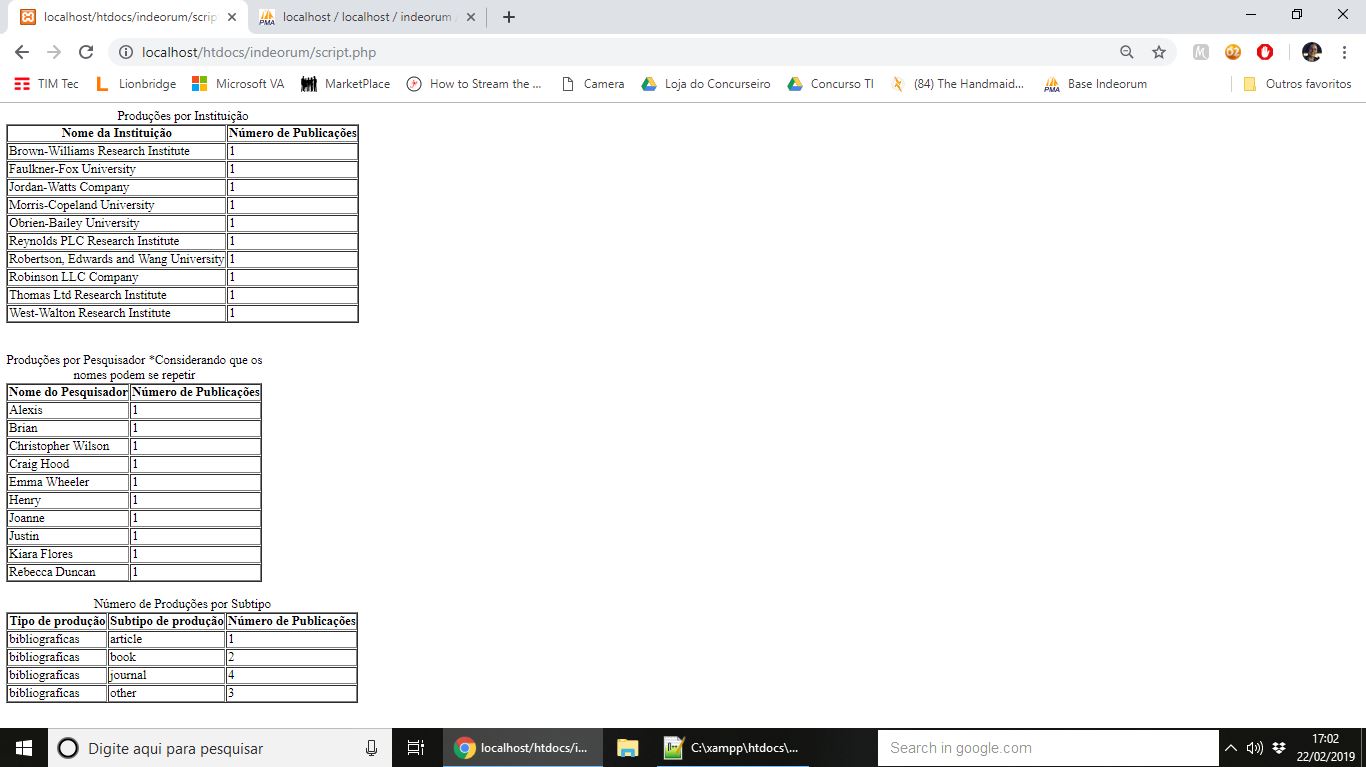 localhost/htdocs/indeorum/scrip
localhost / localhost / indeorum
localhost/htdocs/indeorum/script.php
TIM Tec
Lionbridge
Microsoft VA
MarketPlace
How to Stream the ...
Camera
Loja do Concurseiro
Concurso TI
(84) The Handmaid...
Base Indeorum
Outros favoritos
Produções por Instituição
Nome da Instituição Número de Publicações
Brown-Williams Research Institute 1
Faulkner-Fox University 1
Jordan-Watts Company 1
Morris-Copeland University 1
Obrien-Bailey University 1
Reynolds PLC Research Institute 1
Robertson, Edwards and Wang University 1
Robinson LLC Company 1
Thomas Ltd Research Institute 1
West-Walton Research Institute 1
Produções por Pesquisador *Considerando que os
nomes podem se repetir
Nome do Pesquisador Número de Publicações
Alexis 1
Brian 1
Christopher Wilson 1
Craig Hood 1
Emma Wheeler 1
Henry 1
Joanne 1
Justin 1
Kiara Flores 1
Rebecca Duncan 1
Número de Produções por Subtipo
Tipo de produção Subtipo de produção Número de Publicações
bibliograficas article 1
bibliograficas book 2
bibliograficas journal 4
bibliograficas other 3
Digite aqui para pesquisar
localhost/htdocs/i...
C:\xampp\htdocs\...
Search in google.com
17:02
22/02/2019